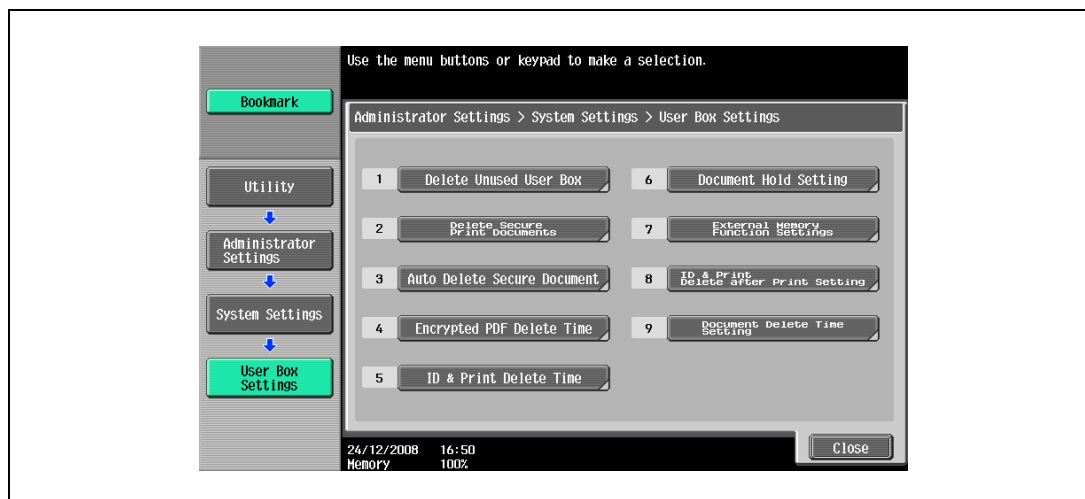 Use the menu buttons or keypad to make a selection.
Bookmark
Administrator Settings > System Settings > User Box Settings
Utility
Administrator
Settings
System Settings
User Box
Settings
1 Delete Unused User Box
2 Delete Secure
Print Documents
3 Auto Delete Secure Document
4 Encrypted PDF Delete Time
5 ID & Print Delete Time
6 Document Hold Setting
7 External Memory
Function Settings
8 ID & Print
Delete after Print Setting
9 Document Delete Time
Setting
24/12/2008 16:50
Memory 100%
Close